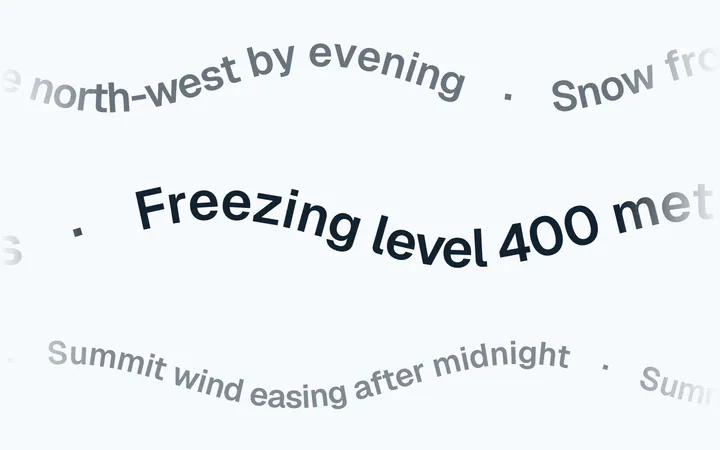 north-west by evening · Snow
· Freezing level 400
· Summit wind easing after midnight ·